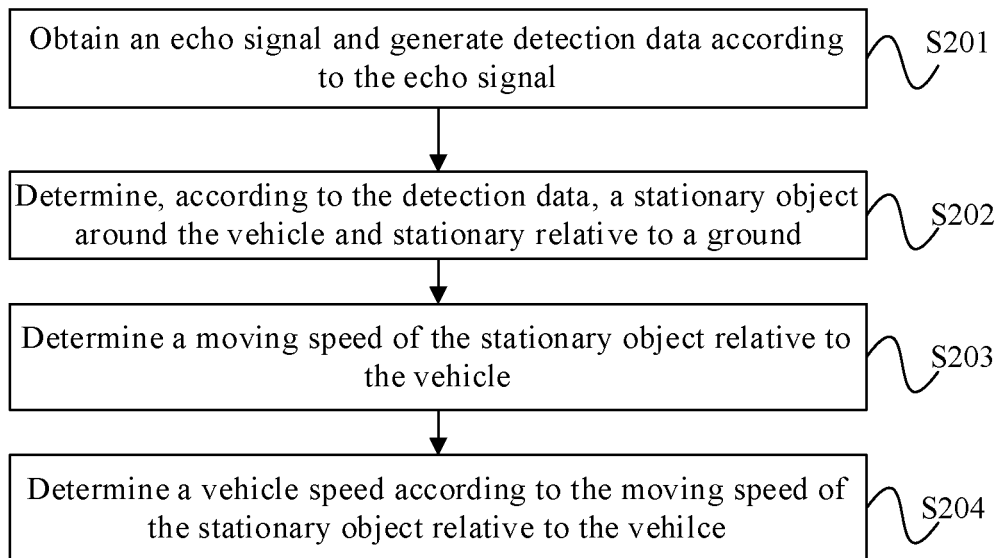 Obtain an echo signal and generate detection data according
to the echo signal
S201
Determine, according to the detection data, a stationary object
around the vehicle and stationary relative to a ground
S202
Determine a moving speed of the stationary object relative to
the vehicle
S203
Determine a vehicle speed according to the moving speed of
the stationary object relative to the vehilce
S204